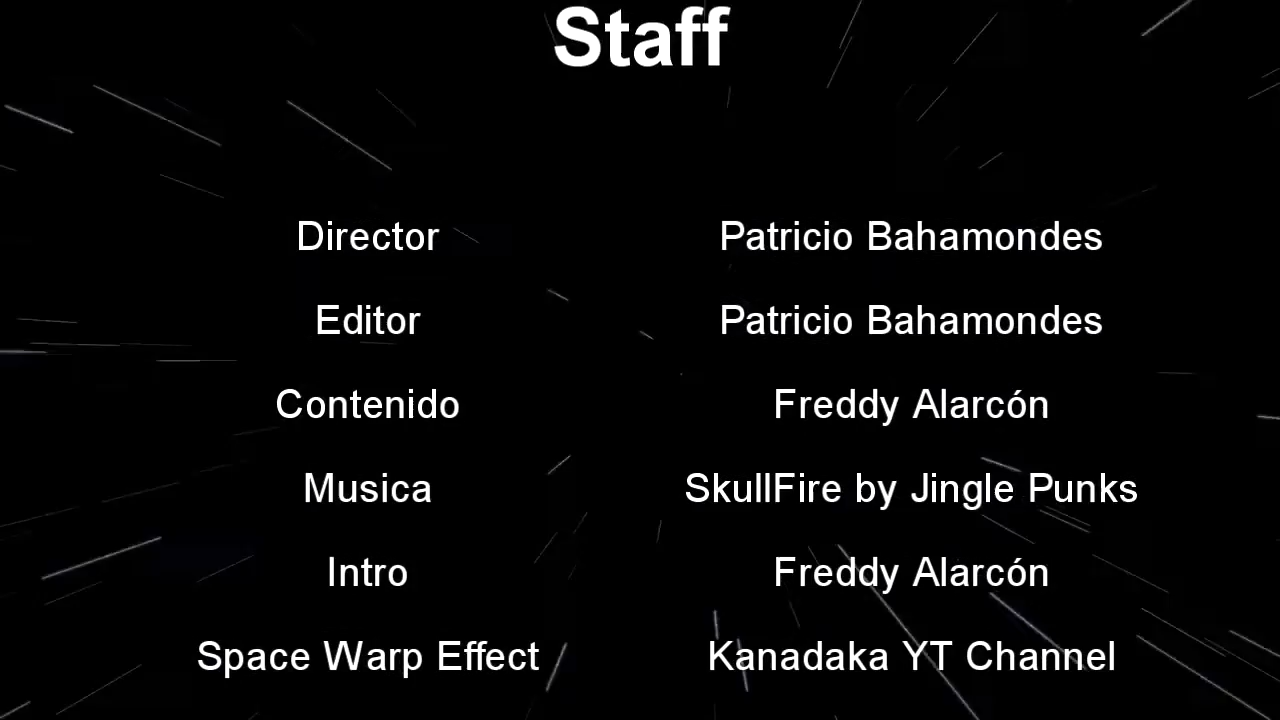 Staff
Director Patricio Bahamondes
Editor Patricio Bahamondes
Contenido Freddy Alarcón
Musica SkullFire by Jingle Punks
Intro Freddy Alarcón
Space Warp Effect Kanadaka YT Channel